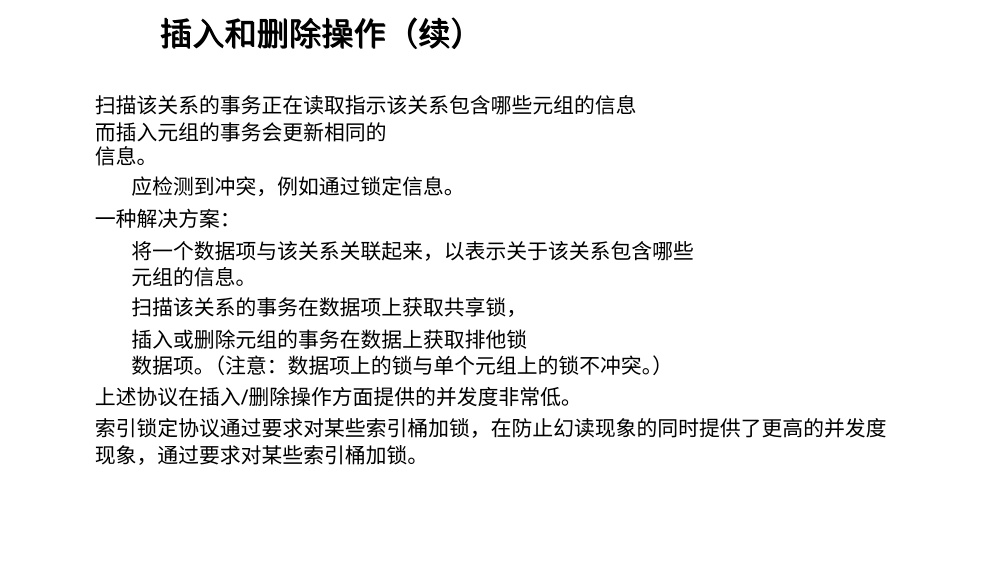 插入和删除操作（续）
扫描该关系的事务正在读取指示该关系包含哪些元组的信息
而插入元组的事务会更新相同的
信息。
应检测到冲突，例如通过锁定信息。
一种解决方案：
将一个数据项与该关系关联起来，以表示关于该关系包含哪些
元组的信息。
扫描该关系的事务在数据项上获取共享锁，
插入或删除元组的事务在数据上获取排他锁
数据项。（注意：数据项上的锁与单个元组上的锁不冲突。）
上述协议在插入/删除操作方面提供的并发度非常低。
索引锁定协议通过要求对某些索引桶加锁，在防止幻读现象的同时提供了更高的并发度
现象，通过要求对某些索引桶加锁。